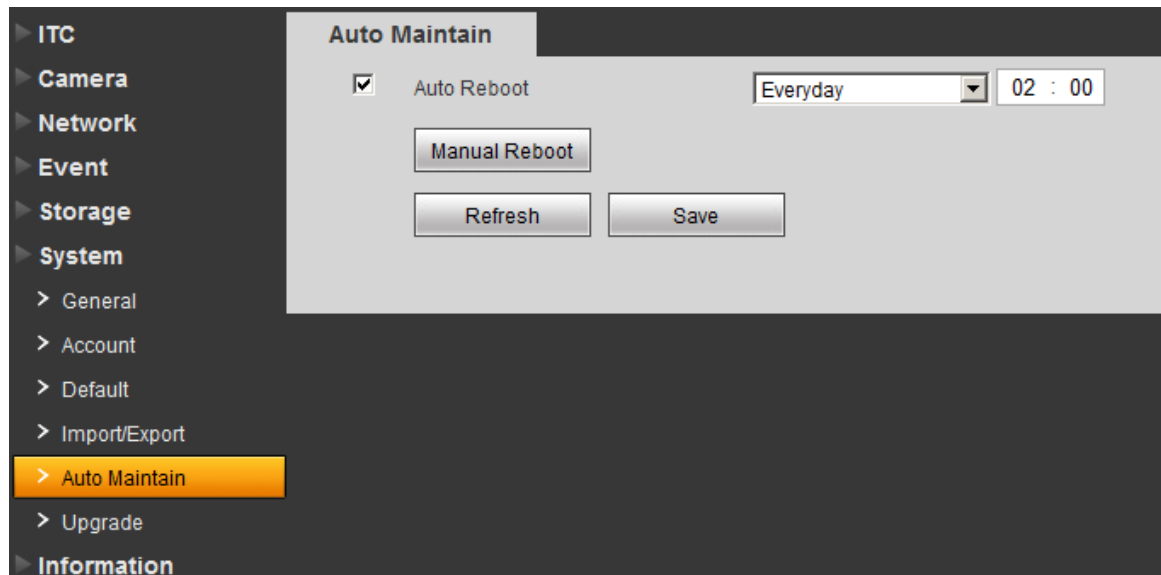 ITC
Camera
Network
Event
Storage
System
> General
> Account
> Default
> Import/Export
> Auto Maintain
> Upgrade
Information
Auto Maintain
Auto Reboot Everyday 02 : 00
Manual Reboot
Refresh Save